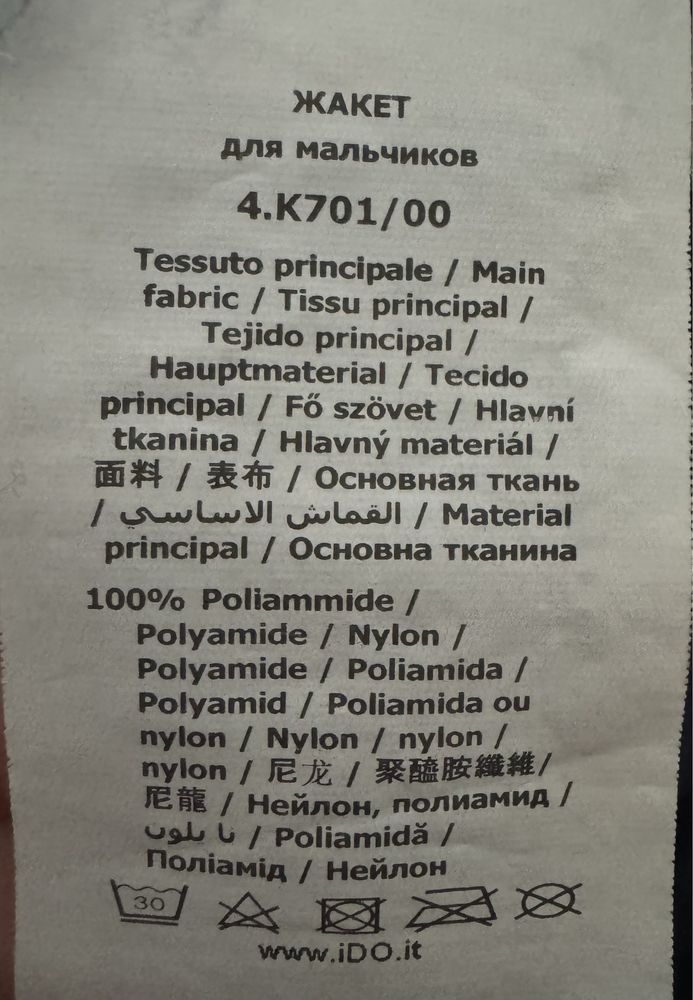 ЖАКЕТ
для мальчиков
4.K701/00
Tessuto principale / Main
fabric / Tissu principal /
Tejido principal /
Hauptmaterial / Tecido
principal / Fő szövet / Hlavní
tkanina / Hlavný materiál /
面料 / 表布 / Основная ткань
/ القماش الاساسي / Material
principal / Основна тканина
100% Poliammide /
Polyamide / Nylon /
Polyamide / Poliamida /
Polyamid / Poliamida ou
nylon / Nylon / nylon /
nylon / 尼龙 / 聚醯胺纖維/
尼龍 / Нейлон, полиамид /
نا يلون / Poliamidă /
Поліамід / Нейлон
30
www.iDO.it